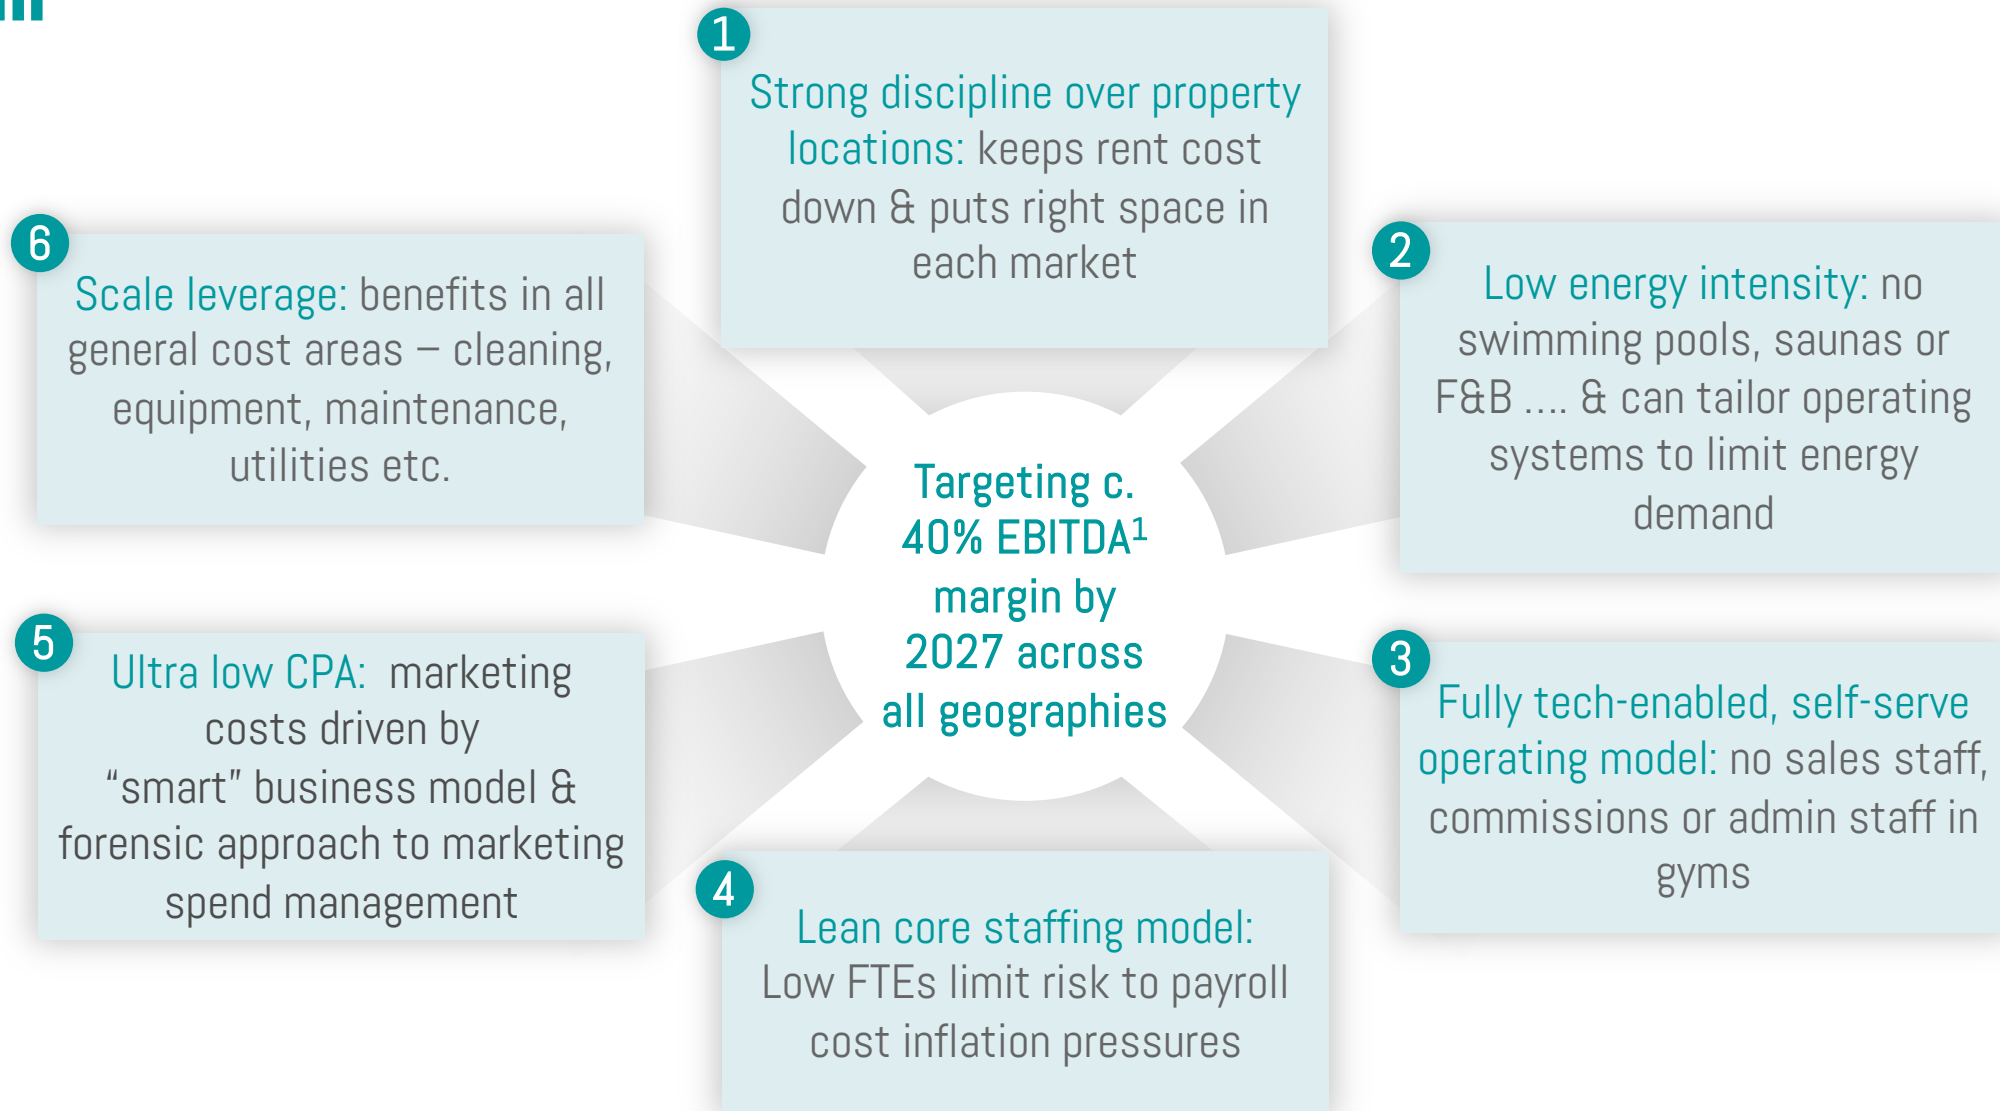 1
Strong discipline over property
locations: keeps rent cost
down & puts right space in
each market
2
Low energy intensity: no
swimming pools, saunas or
F&B .... & can tailor operating
systems to limit energy
demand
3
Fully tech-enabled, self-serve
operating model: no sales staff,
commissions or admin staff in
gyms
4
Lean core staffing model:
Low FTEs limit risk to payroll
cost inflation pressures
5
Ultra low CPA:  marketing
costs driven by
“smart” business model &
forensic approach to marketing
spend management
6
Scale leverage: benefits in all
general cost areas – cleaning,
equipment, maintenance,
utilities etc.
Targeting c.
40% EBITDA¹
margin by
2027 across
all geographies